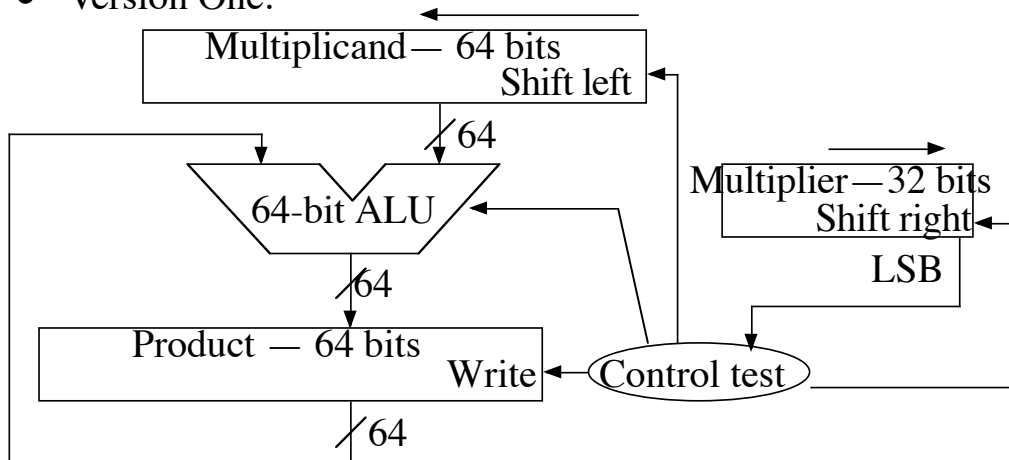 • Version One:
Multiplicand — 64 bits
Shift left
64
Multiplier — 32 bits
64-bit ALU
Shift right
LSB
64
Product — 64 bits
Write
Control test
64